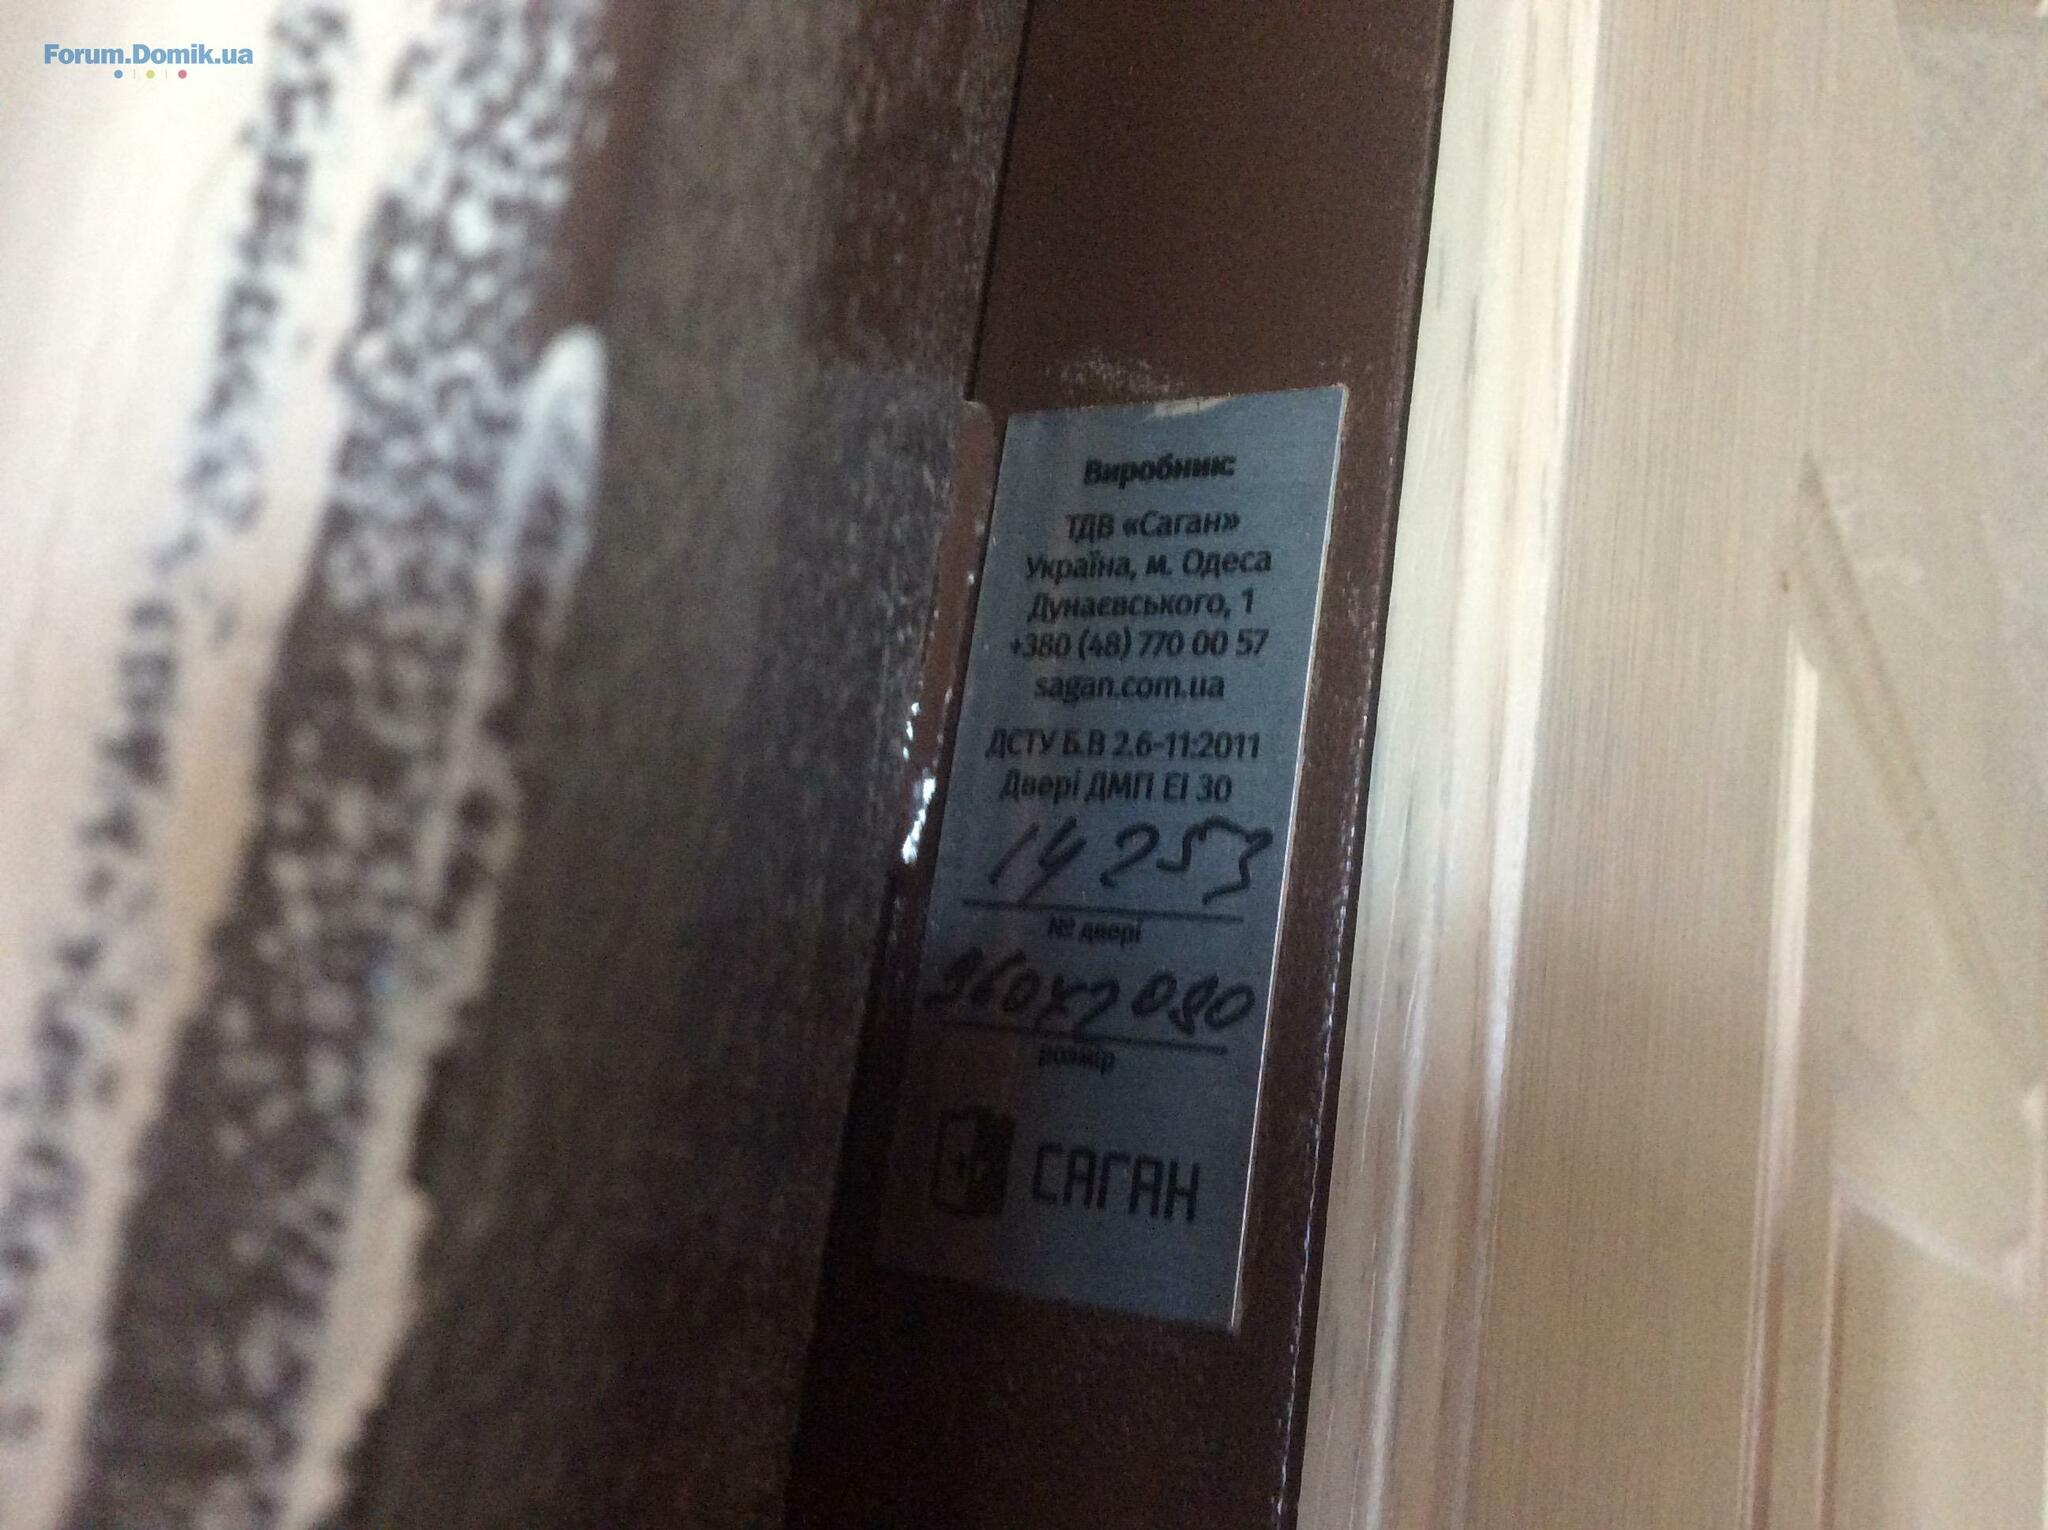 Forum.Domik.ua
Виробник:
ТДВ «Саган»
Україна, м. Одеса
Дунаєвського, 1
+380 (48) 770 00 57
sagan.com.ua
ДСТУ Б.В 2.6-11:2011
Двері ДМП EI 30
14253
№ двері
960х2080
розмір
САГАН